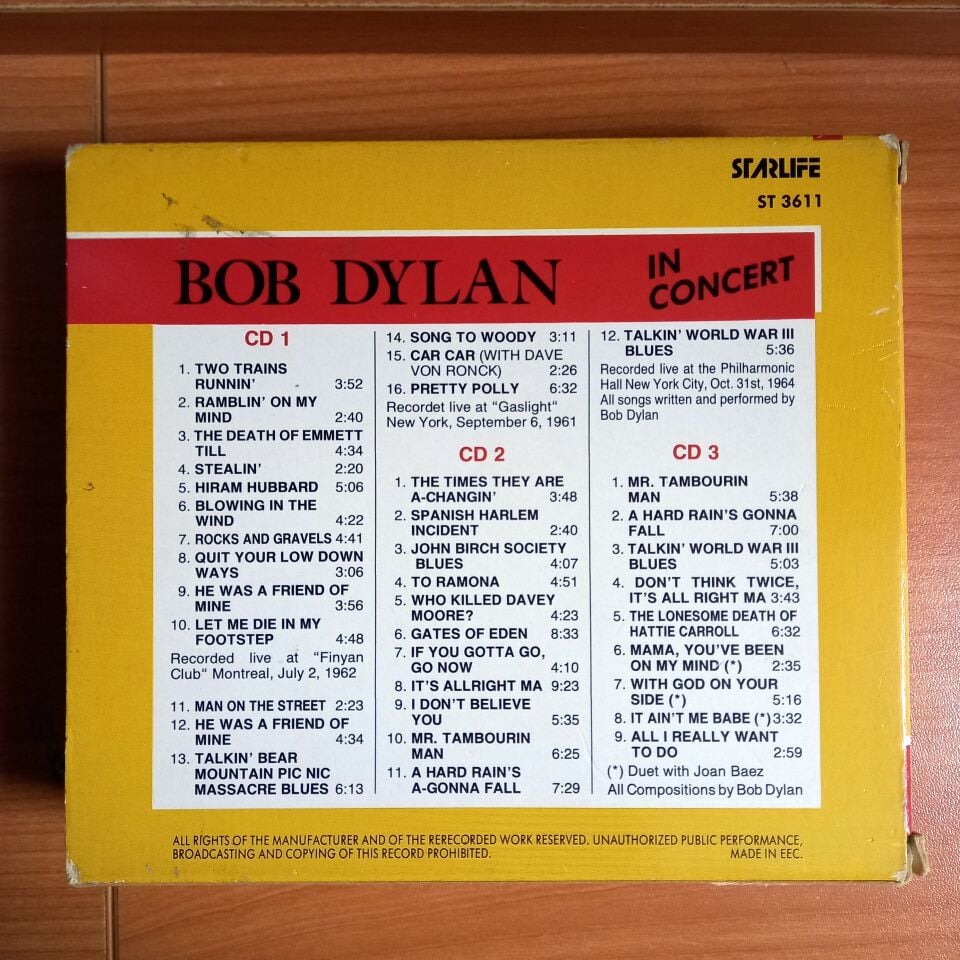 STARLIFE
ST 3611
BOB DYLAN
IN
CONCERT
CD 1
1. TWO TRAINS
RUNNIN' 3:52
2. RAMBLIN' ON MY
MIND 2:40
3. THE DEATH OF EMMETT
TILL 4:34
4. STEALIN' 2:20
5. HIRAM HUBBARD 5:06
6. BLOWING IN THE
WIND 4:22
7. ROCKS AND GRAVELS 4:41
8. QUIT YOUR LOW DOWN
WAYS 3:06
9. HE WAS A FRIEND OF
MINE 3:56
10. LET ME DIE IN MY
FOOTSTEP 4:48
Recorded live at "Finyan
Club" Montreal, July 2, 1962
11. MAN ON THE STREET 2:23
12. HE WAS A FRIEND OF
MINE 4:34
13. TALKIN' BEAR
MOUNTAIN PIC NIC
MASSACRE BLUES 6:13
14. SONG TO WOODY 3:11
15. CAR CAR (WITH DAVE
VON RONCK) 2:26
16. PRETTY POLLY 6:32
Recordet live at "Gaslight"
New York, September 6, 1961
CD 2
1. THE TIMES THEY ARE
A-CHANGIN' 3:48
2. SPANISH HARLEM
INCIDENT 2:40
3. JOHN BIRCH SOCIETY
BLUES 4:07
4. TO RAMONA 4:51
5. WHO KILLED DAVEY
MOORE? 4:23
6. GATES OF EDEN 8:33
7. IF YOU GOTTA GO,
GO NOW 4:10
8. IT'S ALLRIGHT MA 9:23
9. I DON'T BELIEVE
YOU 5:35
10. MR. TAMBOURIN
MAN 6:25
11. A HARD RAIN'S
A-GONNA FALL 7:29
12. TALKIN' WORLD WAR III
BLUES 5:36
Recorded live at the Philharmonic
Hall New York City, Oct. 31st, 1964
All songs written and performed by
Bob Dylan
CD 3
1. MR. TAMBOURIN
MAN 5:38
2. A HARD RAIN'S GONNA
FALL 7:00
3. TALKIN' WORLD WAR III
BLUES 5:03
4. DON'T THINK TWICE,
IT'S ALL RIGHT MA 3:43
5. THE LONESOME DEATH OF
HATTIE CARROLL 6:32
6. MAMA, YOU'VE BEEN
ON MY MIND (*) 2:35
7. WITH GOD ON YOUR
SIDE (*) 5:16
8. IT AIN'T ME BABE (*) 3:32
9. ALL I REALLY WANT
TO DO 2:59
(*) Duet with Joan Baez
All Compositions by Bob Dylan
ALL RIGHTS OF THE MANUFACTURER AND OF THE RERECORDED WORK RESERVED. UNAUTHORIZED PUBLIC PERFORMANCE,
BROADCASTING AND COPYING OF THIS RECORD PROHIBITED. MADE IN EEC.